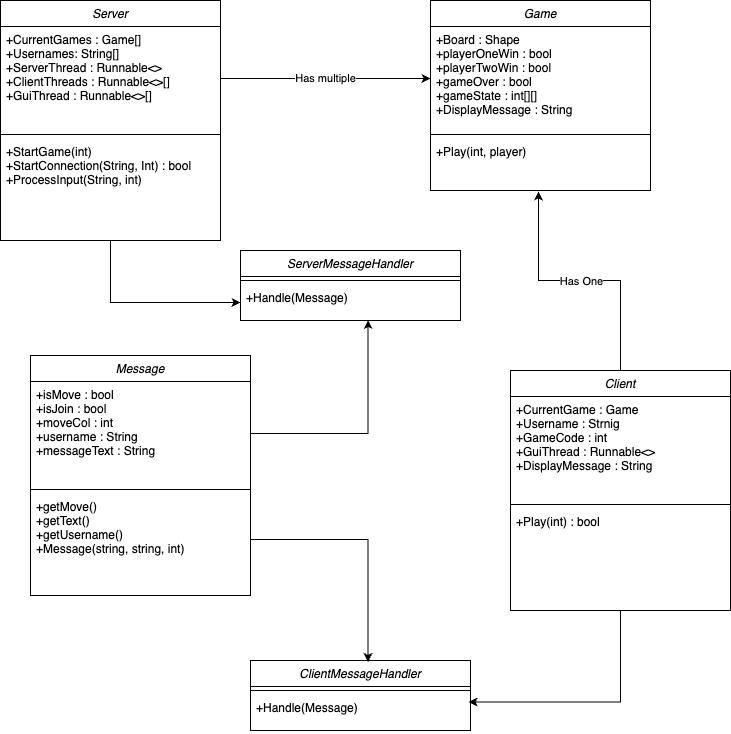 Server
+CurrentGames : Game[]
+Usernames: String[]
+ServerThread : Runnable<>
+ClientThreads : Runnable<>[]
+GuiThread : Runnable<>[]
+StartGame(int)
+StartConnection(String, Int) : bool
+ProcessInput(String, int)
Has multiple
Game
+Board : Shape
+playerOneWin : bool
+playerTwoWin : bool
+gameOver : bool
+gameState : int[][]
+DisplayMessage : String
+Play(int, player)
ServerMessageHandler
+Handle(Message)
Has One
Message
+isMove : bool
+isJoin : bool
+moveCol : int
+username : String
+messageText : String
+getMove()
+getText()
+getUsername()
+Message(string, string, int)
Client
+CurrentGame : Game
+Username : Strnig
+GameCode : int
+GuiThread : Runnable<>
+DisplayMessage : String
+Play(int) : bool
ClientMessageHandler
+Handle(Message)